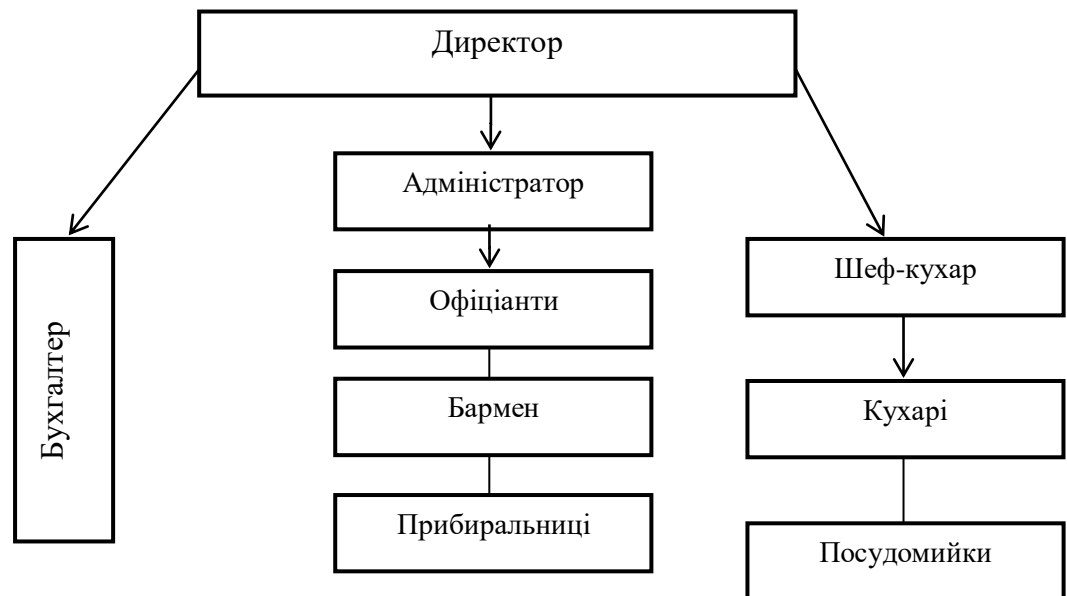 Директор
Адміністратор
Бухгалтер
Шеф-кухар
Офіціанти
Бармен
Кухарі
Прибиральниці
Посудомийки